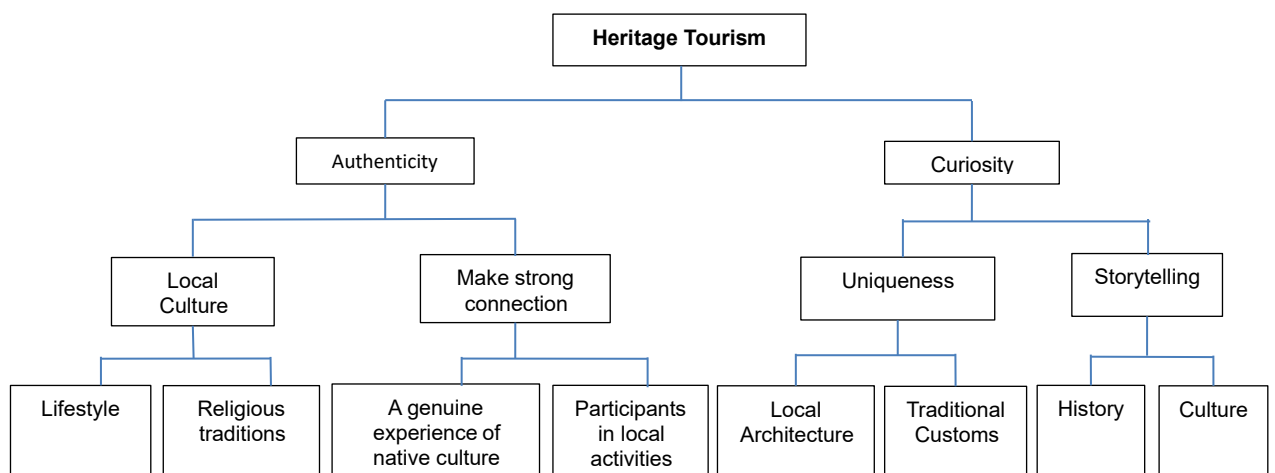 Heritage Tourism
Authenticity
Curiosity
Local
Culture
Make strong
connection
Uniqueness
Storytelling
Lifestyle
Religious
traditions
A genuine
experience of
native culture
Participants
in local
activities
Local
Architecture
Traditional
Customs
History
Culture